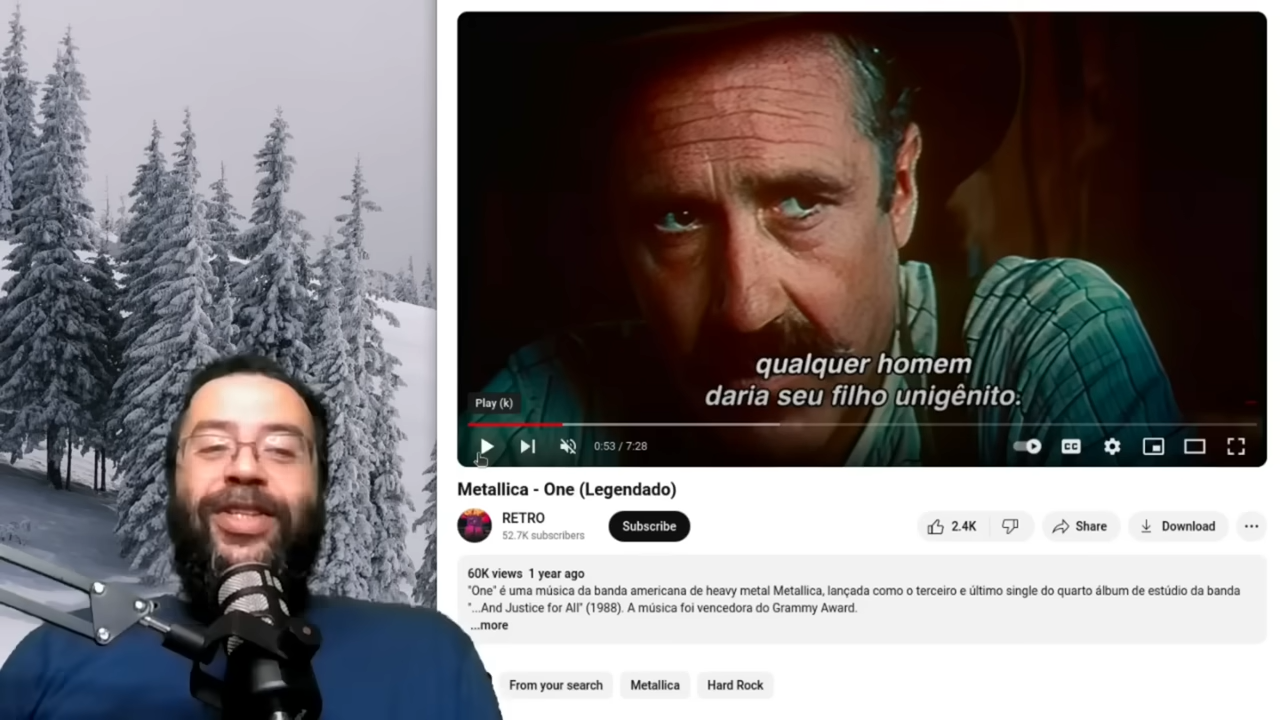 qualquer homem
daria seu filho unigênito.
Play (k)
0:53 / 7:28
CC
Metallica - One (Legendado)
RETRO
52.7K subscribers
Subscribe
2.4K
Share
Download
60K views 1 year ago
"One" é uma música da banda americana de heavy metal Metallica, lançada como o terceiro e último single do quarto álbum de estúdio da banda
"...And Justice for All" (1988). A música foi vencedora do Grammy Award.
...more
From your search
Metallica
Hard Rock